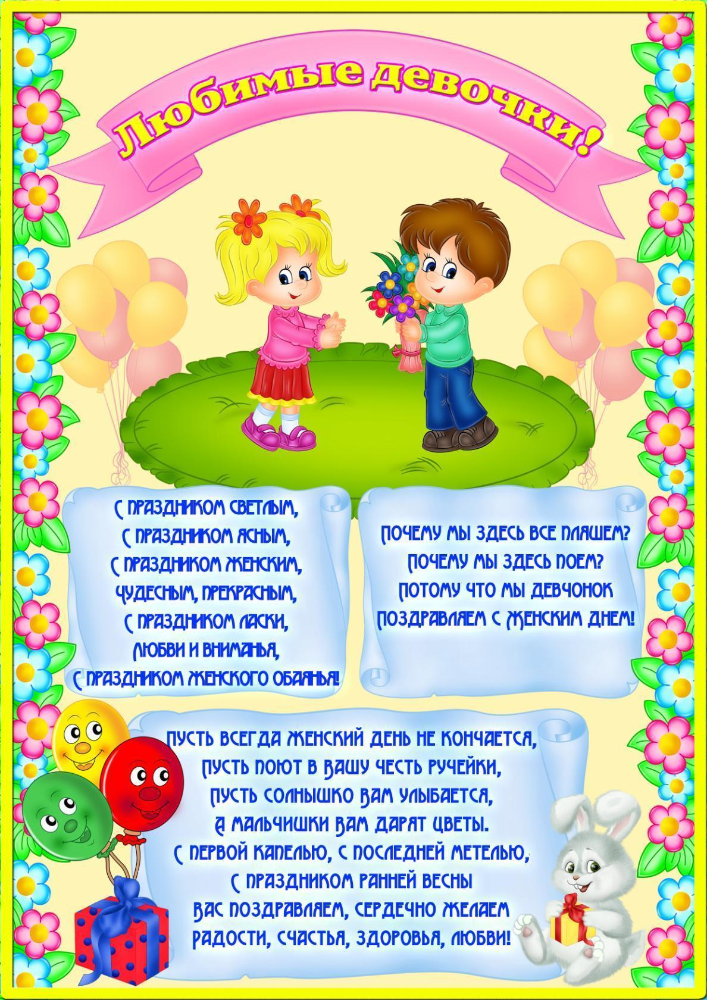 Любимые девочки!
С ПРАЗДНИКОМ СВЕТЛЫМ,
С ПРАЗДНИКОМ ЯСНЫМ,
С ПРАЗДНИКОМ ЖЕНСКИМ,
ЧУДЕСНЫМ, ПРЕКРАСНЫМ,
С ПРАЗДНИКОМ ЛАСКИ,
ЛЮБВИ И ВНИМАНЬЯ,
С ПРАЗДНИКОМ ЖЕНСКОГО ОБАЯНЬЯ!
ПОЧЕМУ МЫ ЗДЕСЬ ВСЕ ПЛЯШЕМ?
ПОЧЕМУ МЫ ЗДЕСЬ ПОЕМ?
ПОТОМУ ЧТО МЫ ДЕВЧОНОК
ПОЗДРАВЛЯЕМ С ЖЕНСКИМ ДНЕМ!
ПУСТЬ ВСЕГДА ЖЕНСКИЙ ДЕНЬ НЕ КОНЧАЕТСЯ,
ПУСТЬ ПОЮТ В ВАШУ ЧЕСТЬ РУЧЕЙКИ,
ПУСТЬ СОЛНЫШКО ВАМ УЛЫБАЕТСЯ,
А МАЛЬЧИШКИ ВАМ ДАРЯТ ЦВЕТЫ.
С ПЕРВОЙ КАПЕЛЬЮ, С ПОСЛЕДНЕЙ МЕТЕЛЬЮ,
С ПРАЗДНИКОМ РАННЕЙ ВЕСНЫ
ВАС ПОЗДРАВЛЯЕМ, СЕРДЕЧНО ЖЕЛАЕМ
РАДОСТИ, СЧАСТЬЯ, ЗДОРОВЬЯ, ЛЮБВИ!